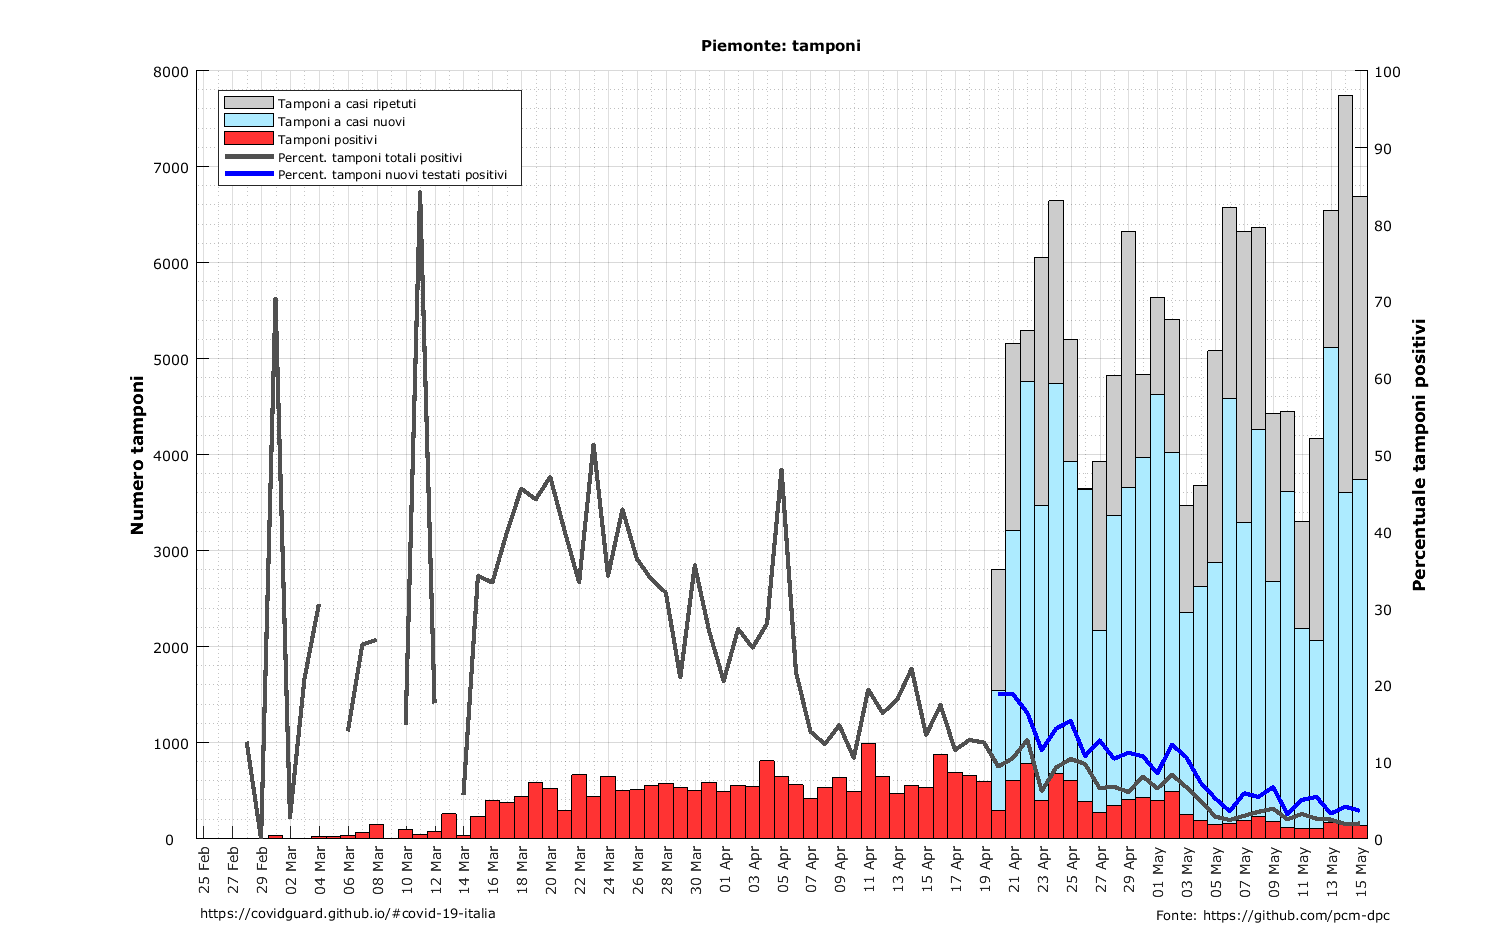 Piemonte: tamponi
8000
7000
6000
5000
4000
3000
2000
1000
0
Numero tamponi
Tamponi a casi ripetuti
Tamponi a casi nuovi
Tamponi positivi
Percent. tamponi totali positivi
Percent. tamponi nuovi testati positivi
100
90
80
70
60
50
40
30
20
10
0
Percentuale tamponi positivi
25 Feb
27 Feb
29 Feb
02 Mar
04 Mar
06 Mar
08 Mar
10 Mar
12 Mar
14 Mar
16 Mar
18 Mar
20 Mar
22 Mar
24 Mar
26 Mar
28 Mar
30 Mar
01 Apr
03 Apr
05 Apr
07 Apr
09 Apr
11 Apr
13 Apr
15 Apr
17 Apr
19 Apr
21 Apr
23 Apr
25 Apr
27 Apr
29 Apr
01 May
03 May
05 May
07 May
09 May
11 May
13 May
15 May
https://covidguard.github.io/#covid-19-italia
Fonte: https://github.com/pcm-dpc